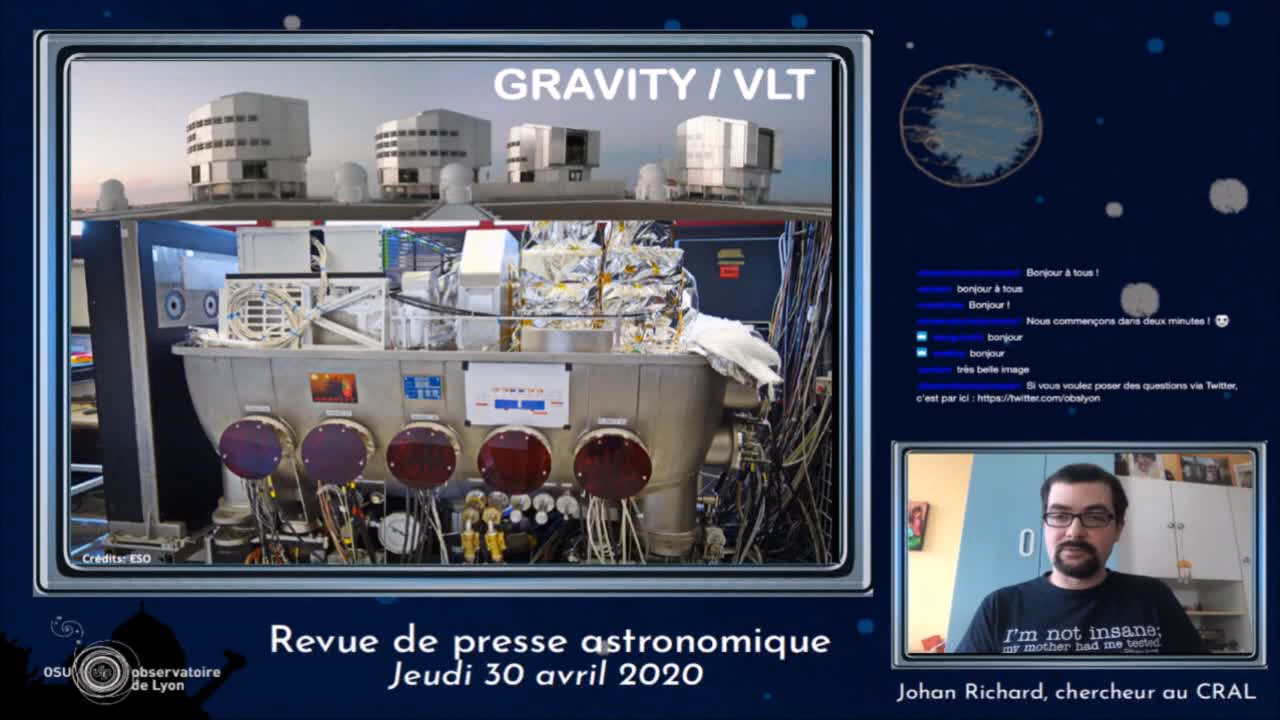 GRAVITY / VLT
GRAVITY
Crédits: ESO
Bonjour à tous !
bonjour à tous
Bonjour !
Nous commençons dans deux minutes !
bonjour
bonjour
très belle image
Si vous voulez poser des questions via Twitter,
c'est par ici : https://twitter.com/obslyon
I'm not insane;
my mother had me tested.
Revue de presse astronomique
Jeudi 30 avril 2020
OSUL
observatoire
de Lyon
Johan Richard, chercheur au CRAL